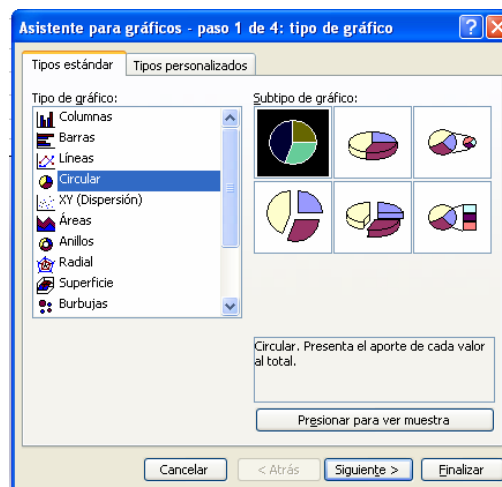 Asistente para gráficos - paso 1 de 4: tipo de gráfico
Tipos estándar
Tipos personalizados
Tipo de gráfico:
Columnas
Barras
Líneas
Circular
XY (Dispersión)
Áreas
Anillos
Radial
Superficie
Burbujas
Subtipo de gráfico:
Circular. Presenta el aporte de cada valor
al total.
Presionar para ver muestra
Cancelar
< Atrás
Siguiente >
Finalizar